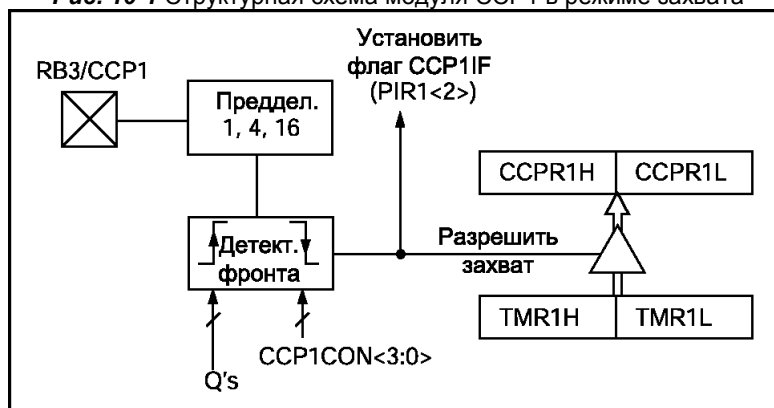 Рис. 10-1 Структурная схема модуля CCP1 в режиме захвата
Установить
флаг CCP1IF
(PIR1<2>)
RB3/CCP1
Преддел.
1, 4, 16
CCPR1H CCPR1L
Детект.
фронта
Разрешить
захват
TMR1H TMR1L
CCP1CON<3:0>
Q's